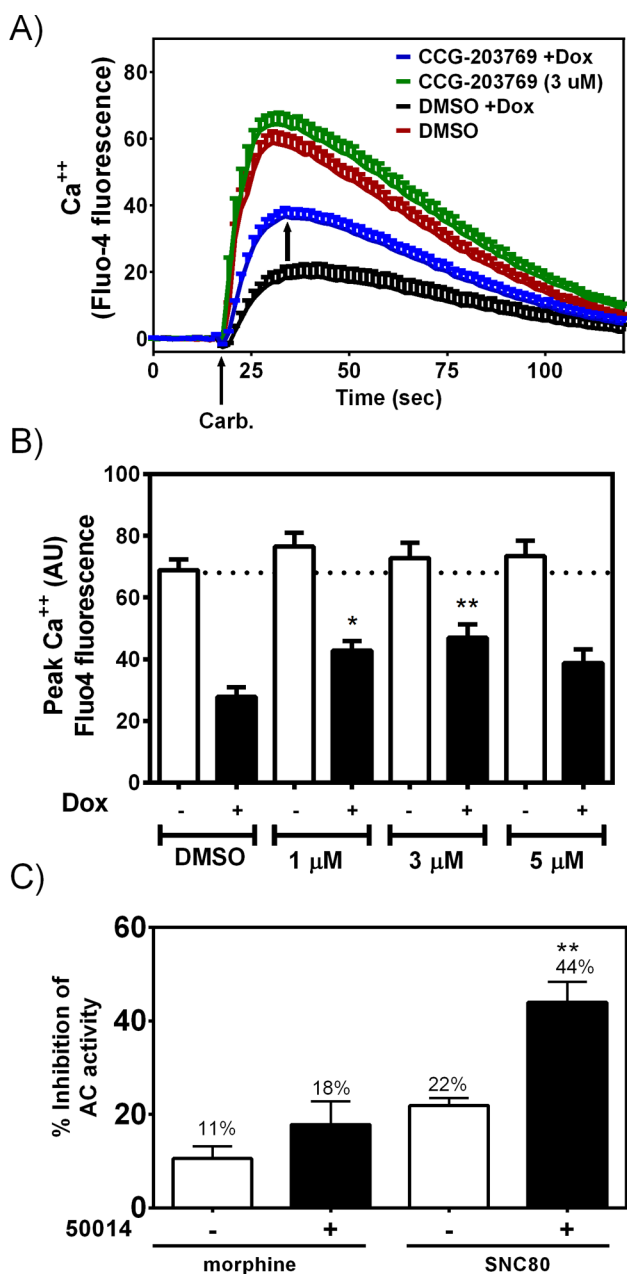 A)
CCG-203769 +Dox
CCG-203769 (3 uM)
DMSO +Dox
DMSO
Ca++
(Fluo-4 fluorescence)
80
60
40
20
0
0 25 50 75 100
Time (sec)
Carb.
B)
Peak Ca++ (AU)
Fluo4 fluorescence
100
80
60
40
20
0
* **
Dox - + - + - + - +
DMSO 1 µM 3 µM 5 µM
C)
% Inhibition of
AC activity
60
40
20
0
**
11% 18% 22% 44%
50014 - + - +
morphine SNC80